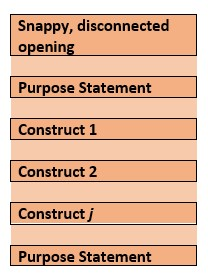 Snappy, disconnected
opening
Purpose Statement
Construct 1
Construct 2
Construct j
Purpose Statement